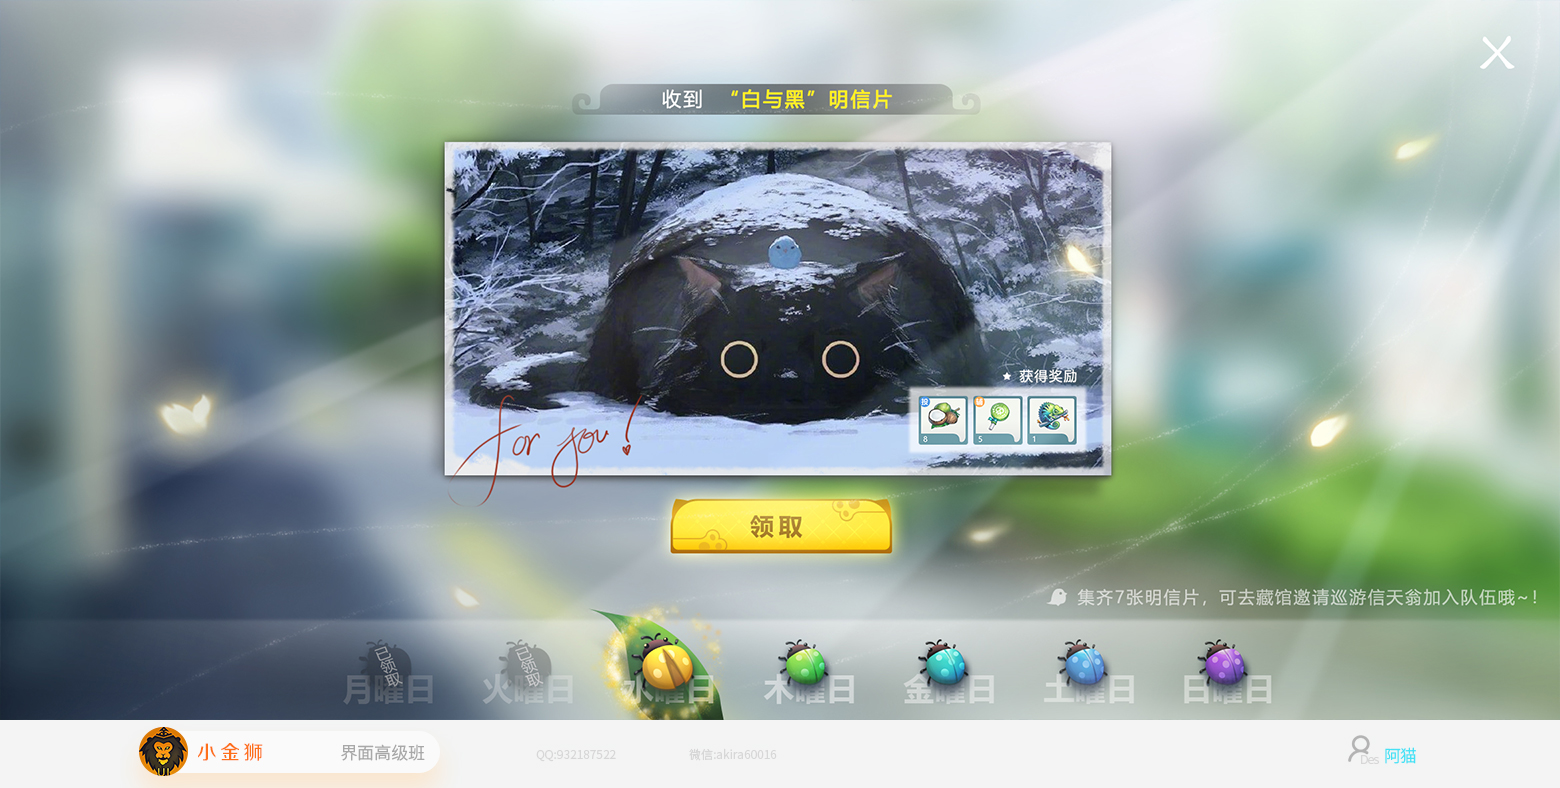 收到 “白与黑”明信片
for you!
获得奖励
投 辅
8 5 1
领取
集齐7张明信片，可去藏馆邀请巡游信天翁加入队伍哦~！
已领取 已领取
月曜日 火曜日 水曜日 木曜日 金曜日 土曜日 日曜日
小金狮 界面高级班 QQ:932187522 微信:akira60016 Des 阿猫